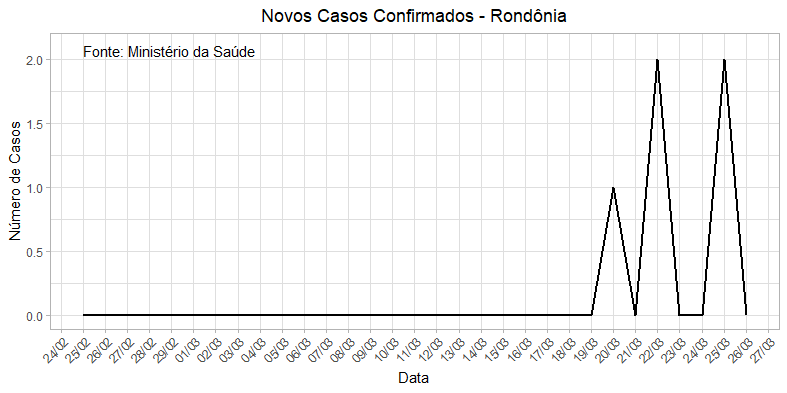 Novos Casos Confirmados - Rondônia
Fonte: Ministério da Saúde
2.0
1.5
1.0
0.5
0.0
Número de Casos
24/02 25/02 26/02 27/02 28/02 29/02 01/03 02/03 03/03 04/03 05/03 06/03 07/03 08/03 09/03 10/03 11/03 12/03 13/03 14/03 15/03 16/03 17/03 18/03 19/03 20/03 21/03 22/03 23/03 24/03 25/03 26/03 27/03
Data